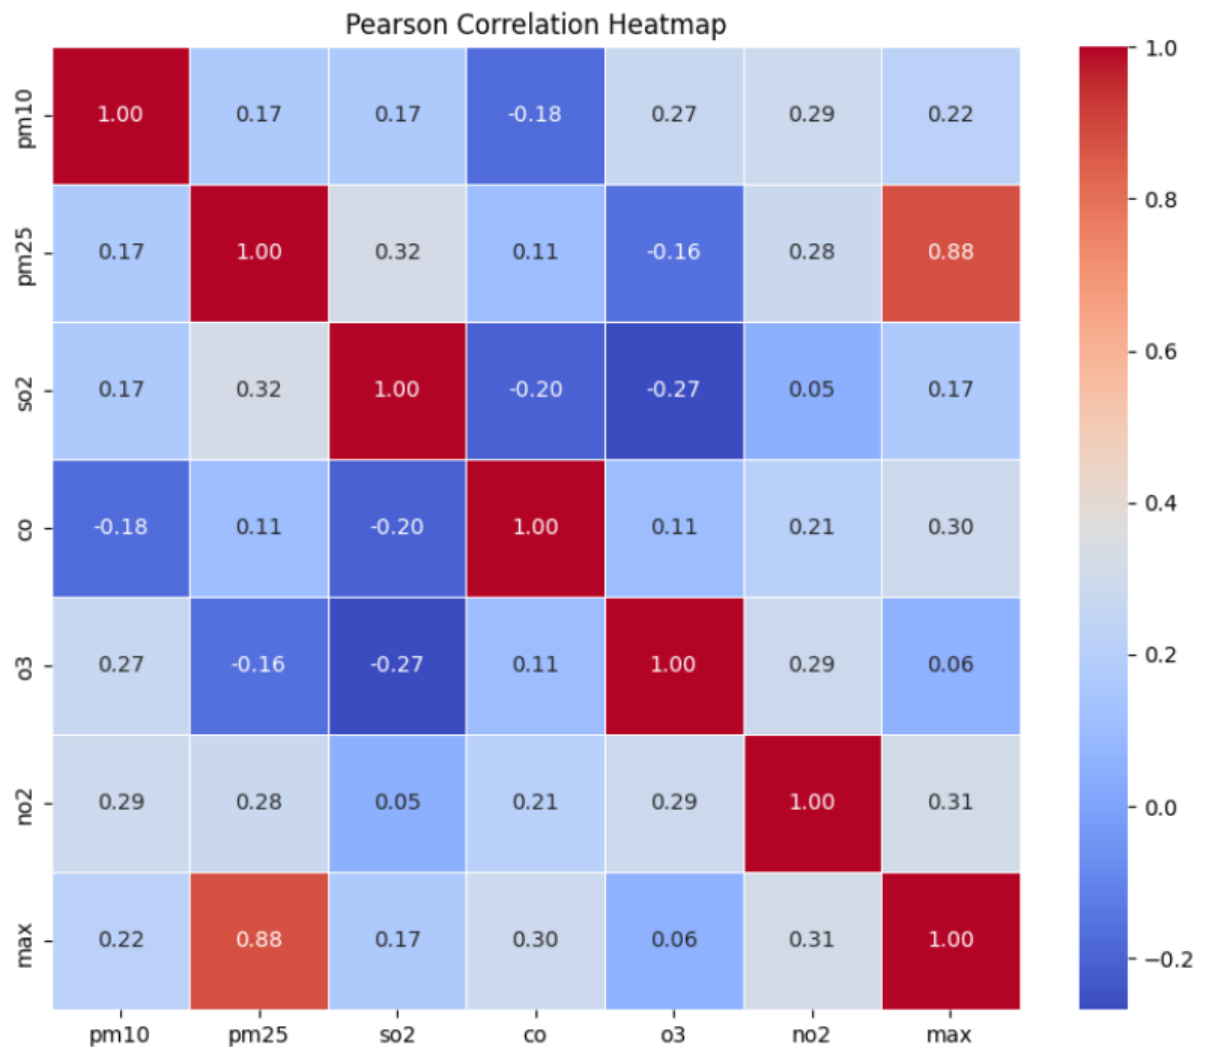 Pearson Correlation Heatmap
pm10 1.00 0.17 0.17 -0.18 0.27 0.29 0.22
pm25 0.17 1.00 0.32 0.11 -0.16 0.28 0.88
so2 0.17 0.32 1.00 -0.20 -0.27 0.05 0.17
co -0.18 0.11 -0.20 1.00 0.11 0.21 0.30
o3 0.27 -0.16 -0.27 0.11 1.00 0.29 0.06
no2 0.29 0.28 0.05 0.21 0.29 1.00 0.31
max 0.22 0.88 0.17 0.30 0.06 0.31 1.00
pm10 pm25 so2 co o3 no2 max
1.0
0.8
0.6
0.4
0.2
0.0
−0.2